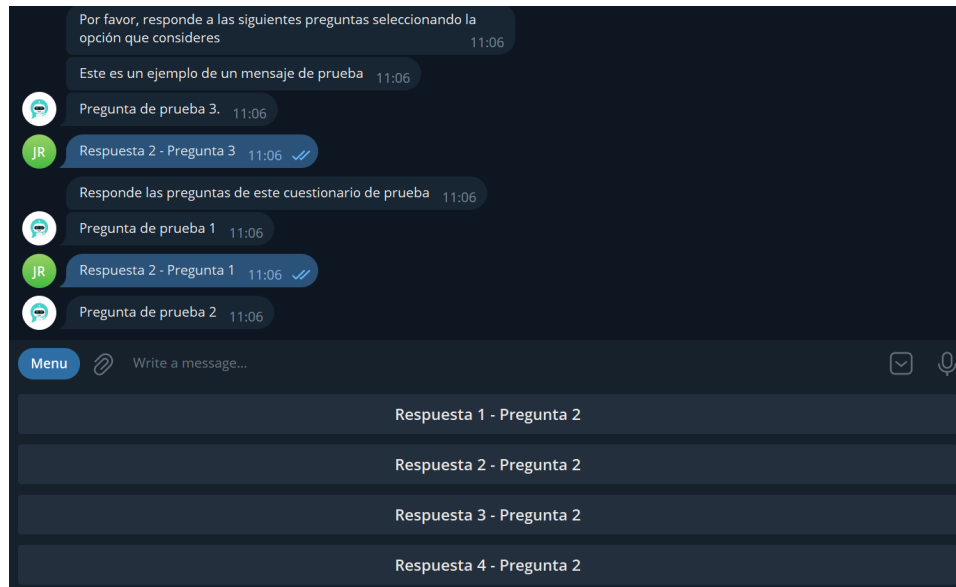 Por favor, responde a las siguientes preguntas seleccionando la
opción que consideres 11:06
Este es un ejemplo de un mensaje de prueba 11:06
Pregunta de prueba 3. 11:06
JR Respuesta 2 - Pregunta 3 11:06
Responde las preguntas de este cuestionario de prueba 11:06
Pregunta de prueba 1 11:06
JR Respuesta 2 - Pregunta 1 11:06
Pregunta de prueba 2 11:06
Menu Write a message...
Respuesta 1 - Pregunta 2
Respuesta 2 - Pregunta 2
Respuesta 3 - Pregunta 2
Respuesta 4 - Pregunta 2